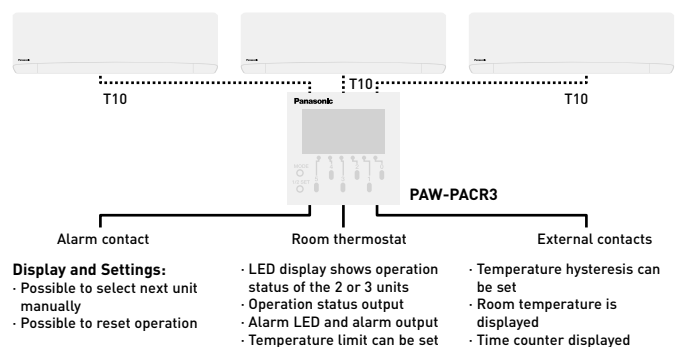 Panasonic
Panasonic
Panasonic
T10
T10
T10
Panasonic
MODE
PAW-PACR3
Alarm contact
Room thermostat
External contacts
Display and Settings:
· Possible to select next unit
manually
· Possible to reset operation
· LED display shows operation
status of the 2 or 3 units
· Operation status output
· Alarm LED and alarm output
· Temperature limit can be set
· Temperature hysteresis can
be set
· Room temperature is
displayed
· Time counter displayed